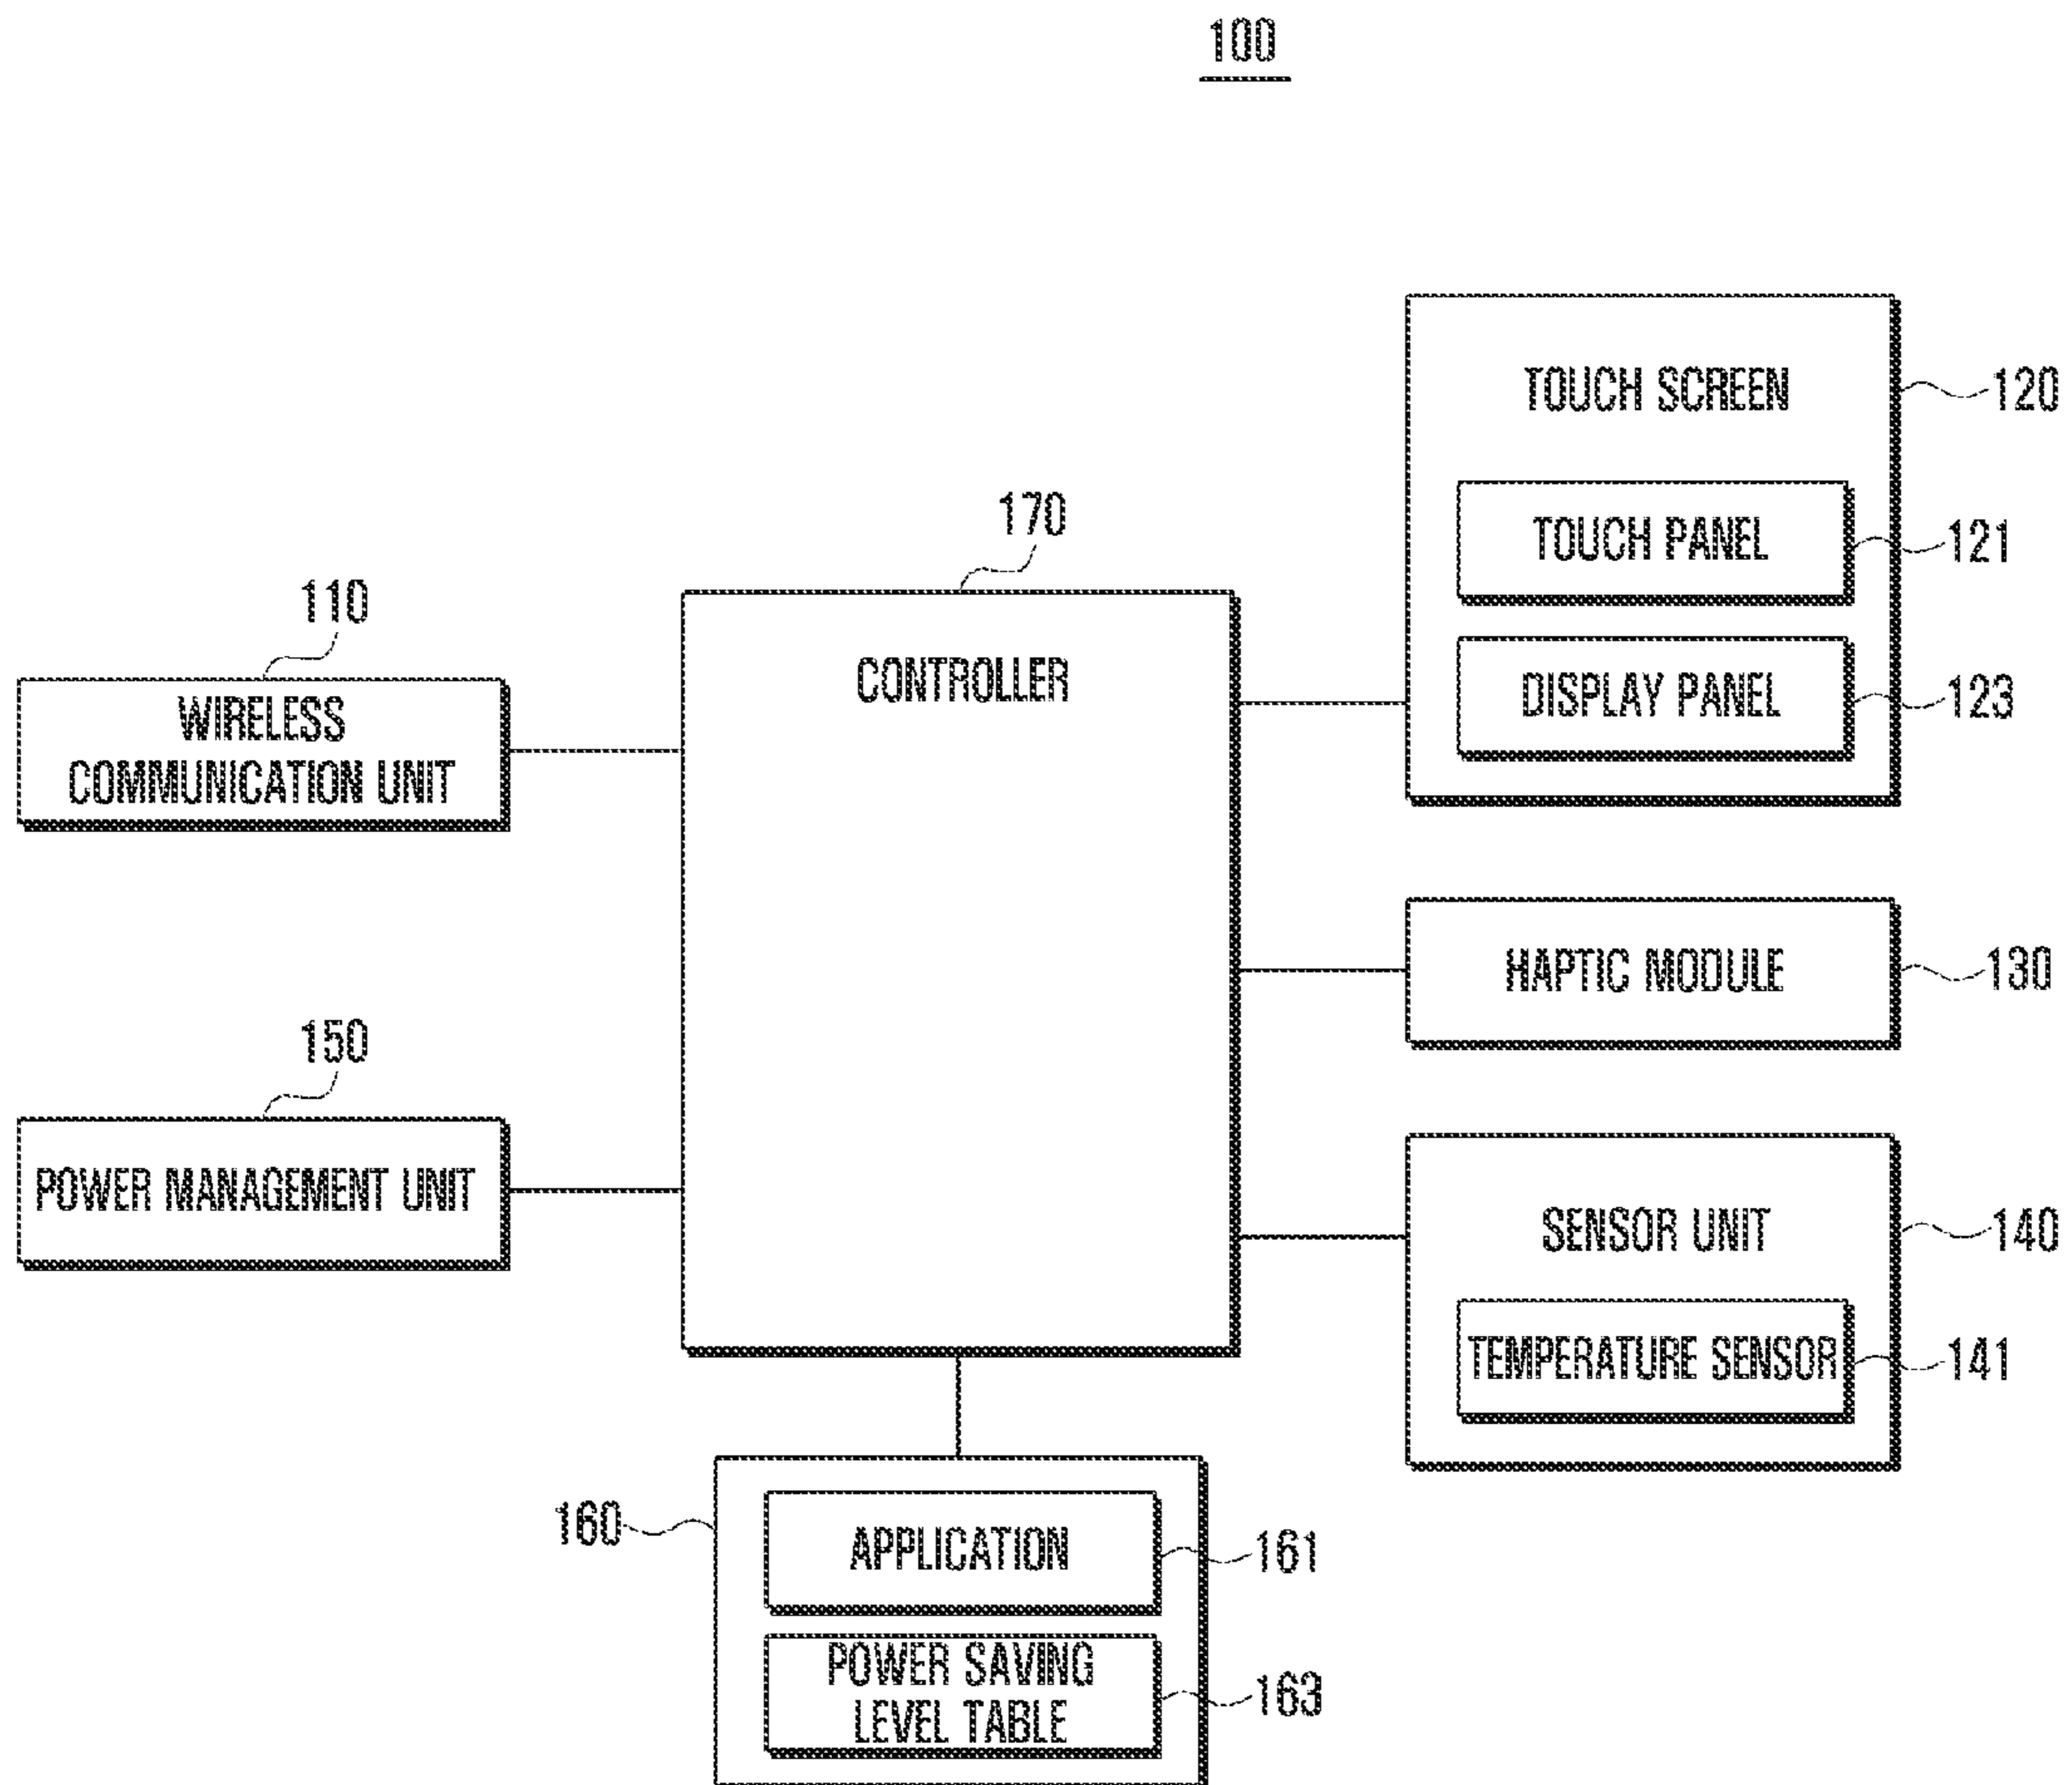 100
TOUCH SCREEN
120
TOUCH PANEL
121
DISPLAY PANEL
123
170
CONTROLLER
110
WIRELESS
COMMUNICATION UNIT
HAPTIC MODULE
130
150
POWER MANAGEMENT UNIT
SENSOR UNIT
140
TEMPERATURE SENSOR
141
160
APPLICATION
161
POWER SAVING
LEVEL TABLE
163